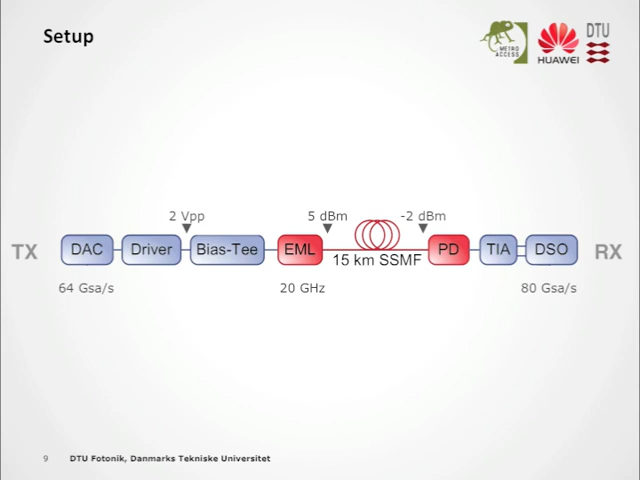 Setup
METRO
ACCESS
HUAWEI
DTU
2 Vpp
5 dBm
-2 dBm
TX
DAC
Driver
Bias-Tee
EML
15 km SSMF
PD
TIA
DSO
RX
64 Gsa/s
20 GHz
80 Gsa/s
9 DTU Fotonik, Danmarks Tekniske Universitet